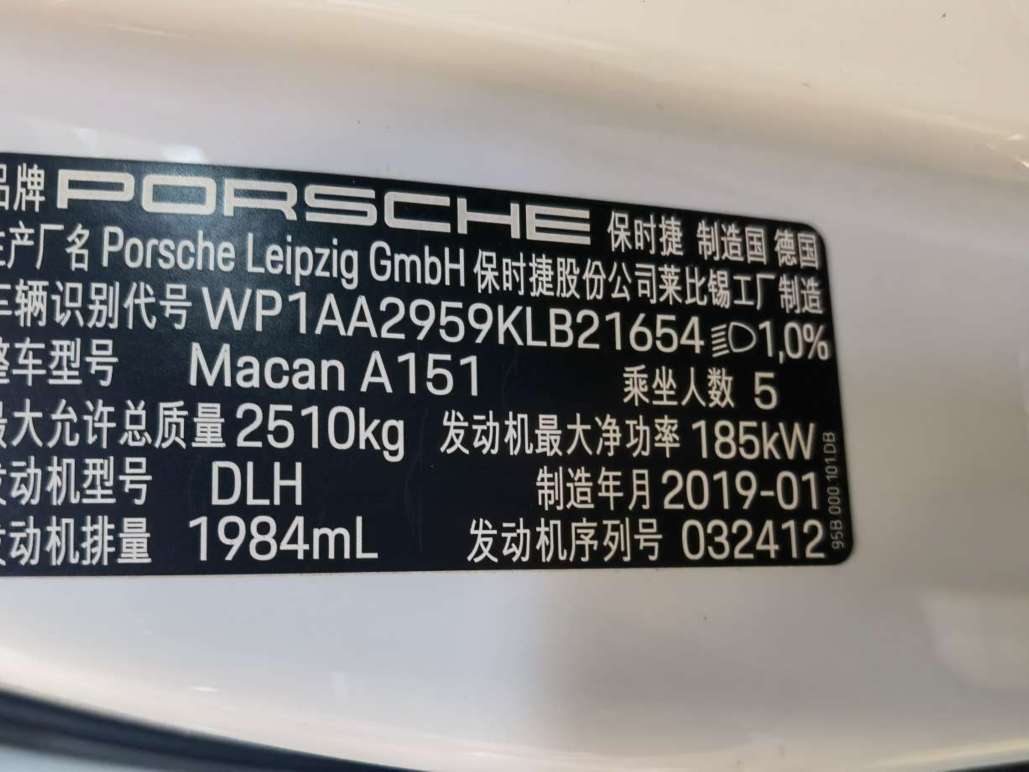 品牌 PORSCHE 保时捷 制造国 德国
生产厂名 Porsche Leipzig GmbH 保时捷股份公司莱比锡工厂制造
车辆识别代号 WP1AA2959KLB21654 1,0%
整车型号 Macan A151 乘坐人数 5
最大允许总质量 2510kg 发动机最大净功率 185kW
发动机型号 DLH 制造年月 2019-01
发动机排量 1984mL 发动机序列号 032412
95B 000 101 DB